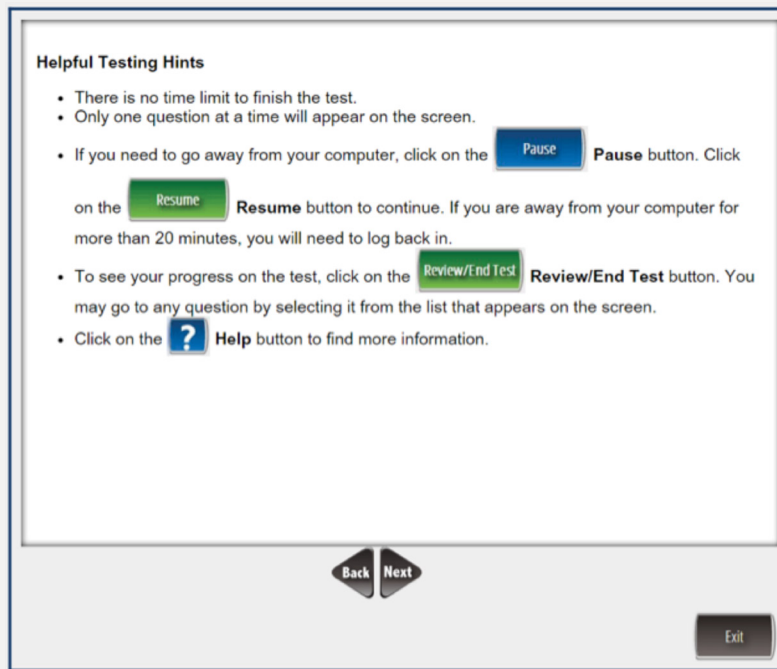 Helpful Testing Hints
• There is no time limit to finish the test.
• Only one question at a time will appear on the screen.
• If you need to go away from your computer, click on the Pause Pause button. Click
on the Resume Resume button to continue. If you are away from your computer for
more than 20 minutes, you will need to log back in.
• To see your progress on the test, click on the Review/End Test Review/End Test button. You
may go to any question by selecting it from the list that appears on the screen.
• Click on the ? Help button to find more information.
Back Next
Exit